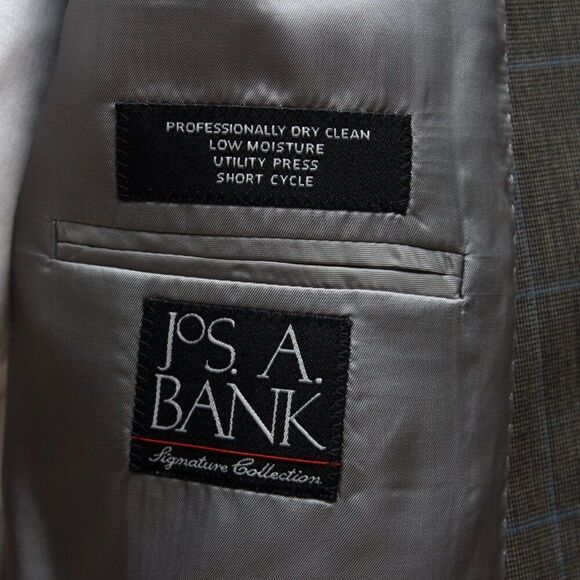 PROFESSIONALLY DRY CLEAN
LOW MOISTURE
UTILITY PRESS
SHORT CYCLE
JOS. A.
BANK
Signature Collection